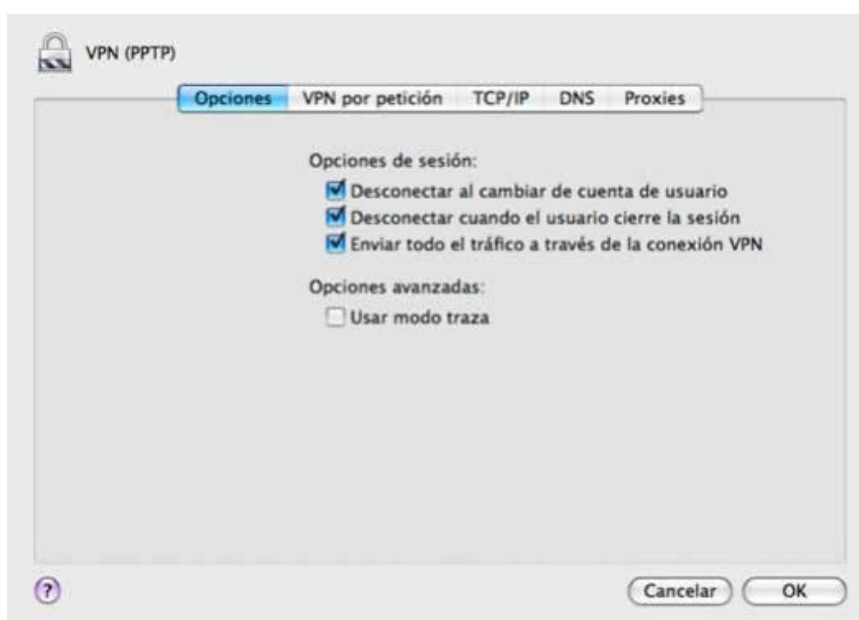 VPN (PPTP)
Opciones VPN por petición TCP/IP DNS Proxies
Opciones de sesión:
Desconectar al cambiar de cuenta de usuario
Desconectar cuando el usuario cierre la sesión
Enviar todo el tráfico a través de la conexión VPN
Opciones avanzadas:
Usar modo traza
? Cancelar OK